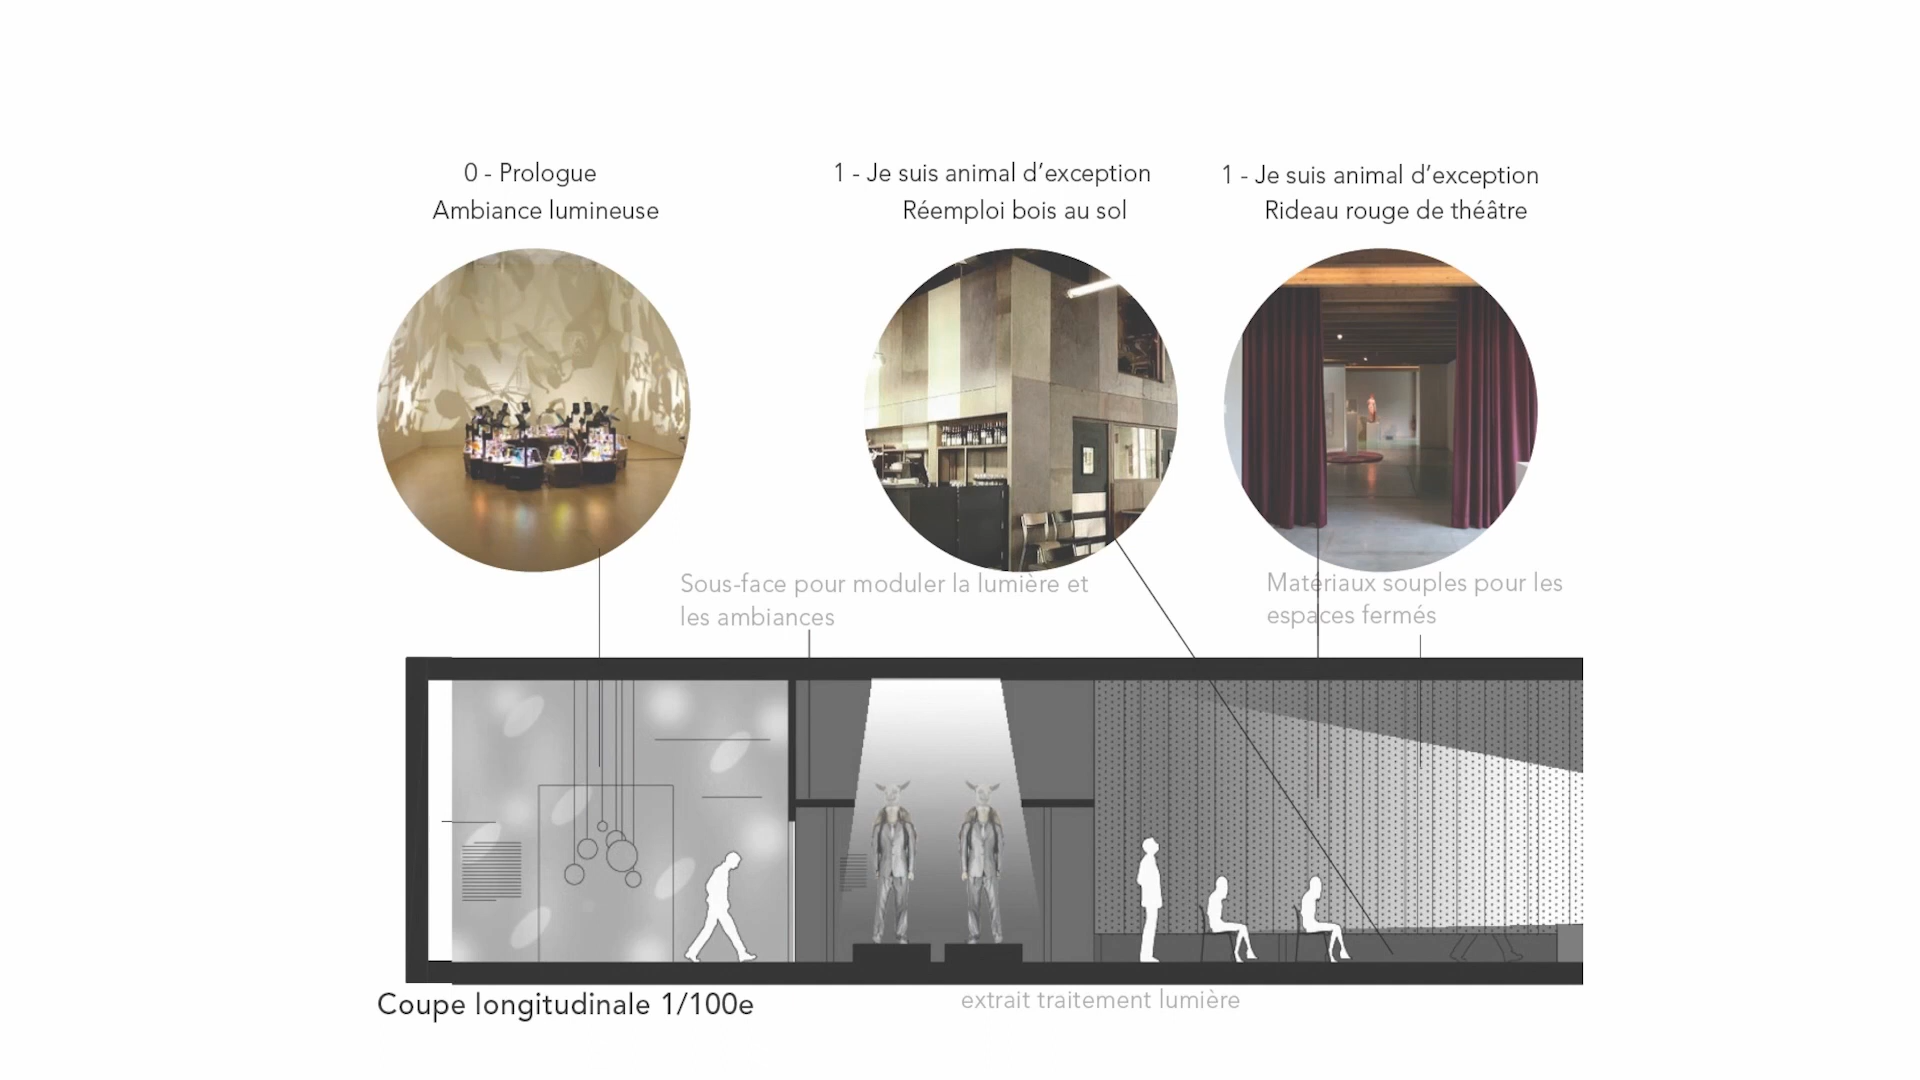 0 - Prologue
Ambiance lumineuse
1 - Je suis animal d’exception
Réemploi bois au sol
1 - Je suis animal d’exception
Rideau rouge de théâtre
Sous-face pour moduler la lumière et
les ambiances
Matériaux souples pour les
espaces fermés
Coupe longitudinale 1/100e
extrait traitement lumière